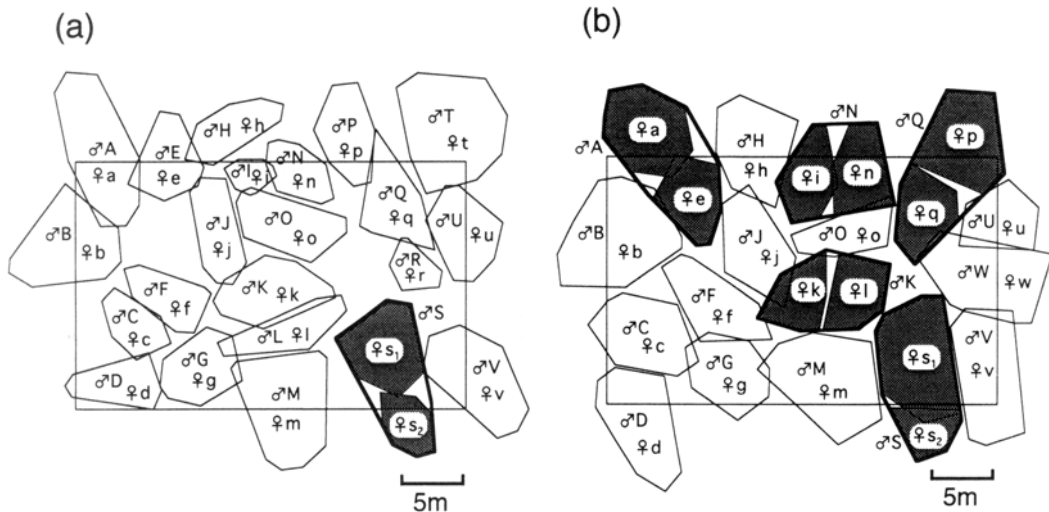 (a)
♂A
♀a
♂E
♀e
♂H ♀h
♂I
♀i
♂N
♀n
♂P
♀p
♂T
♀t
♂B
♀b
♂J
♀j
♂O
♀o
♂Q
♀q
♂U
♀u
♂R
♀r
♂F
♀f
♂C
♀c
♂K
♀k
♂L ♀l
♂S
♀s₁
♀s₂
♂G
♀g
♂D
♀d
♂M
♀m
♂V
♀v
5m
(b)
♂A
♀a
♀e
♂H
♀h
♂N
♀i
♀n
♂Q
♀p
♀q
♂B
♀b
♂J
♀j
♂O ♀o
♂U
♀u
♂W
♀w
♂F
♀f
♀k
♀l
♂K
♂C
♀c
♂G
♀g
♂M
♀m
♀s₁
♂V
♀v
♂D
♀d
♂S
♀s₂
5m